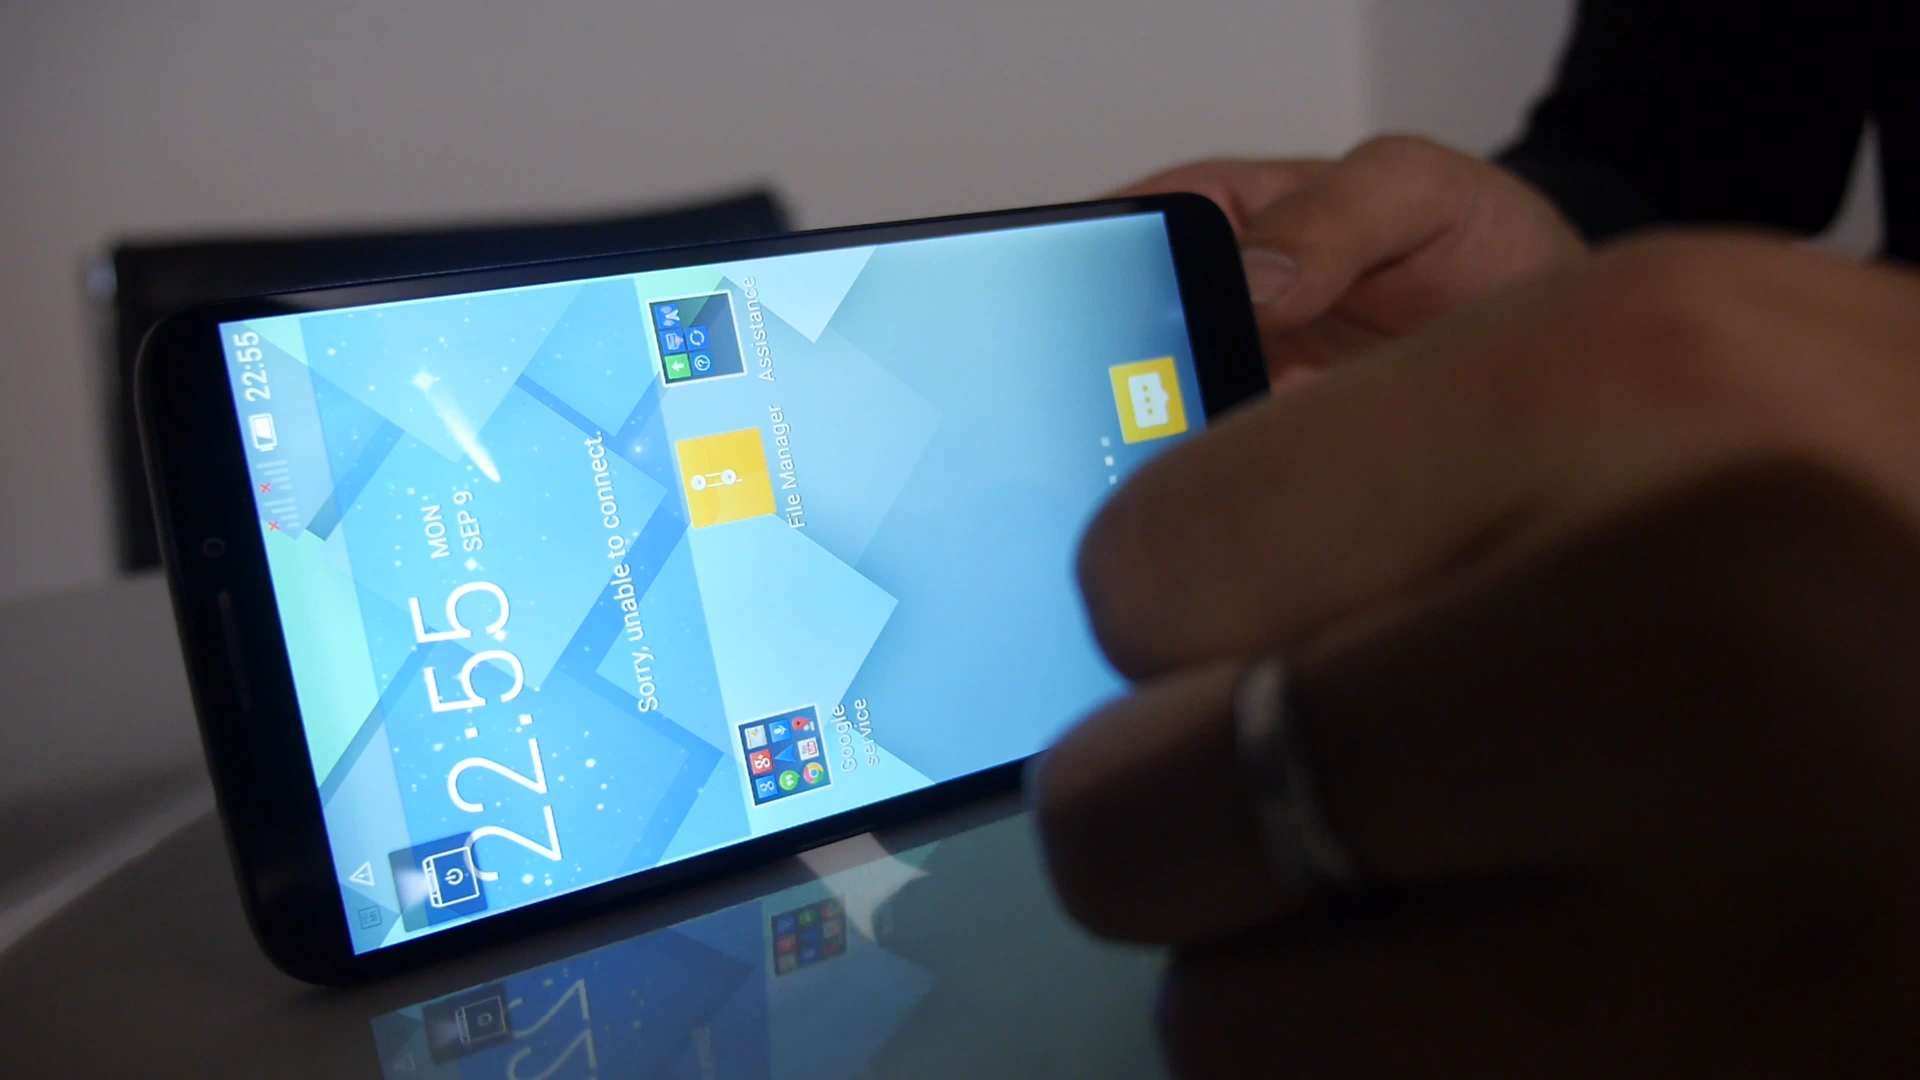 22:55
22:55
MON
SEP 9
Sorry, unable to connect.
Google
service
File Manager
Assistance